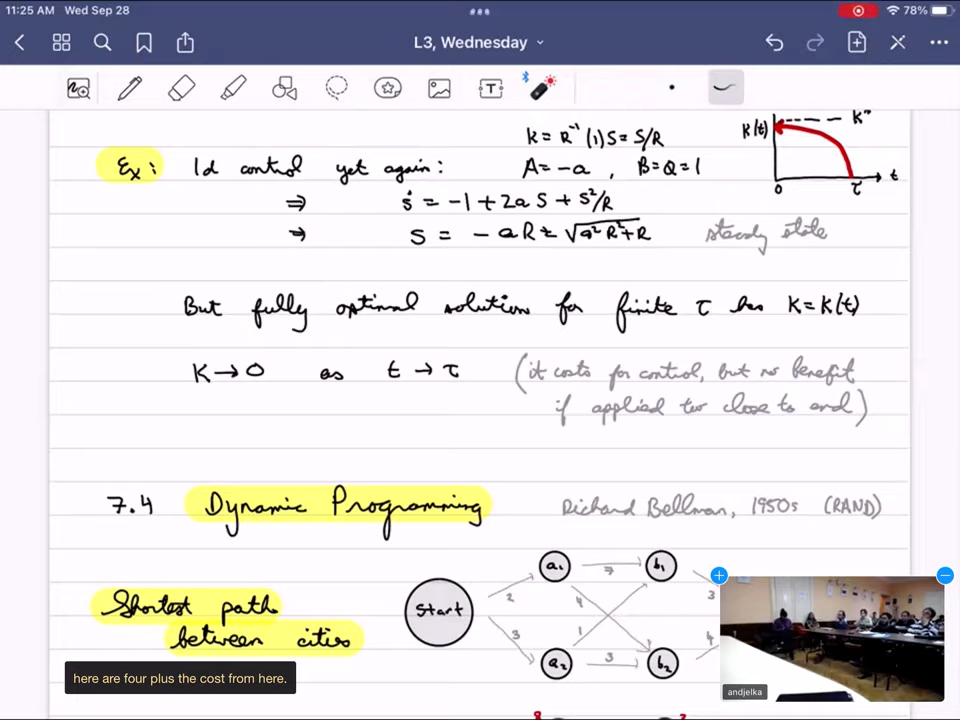 11:25 AM Wed Sep 28
78%
L3, Wednesday
T
K = R⁻¹ (1) S = S/R
K(t)
K*
Ex: 1d control yet again: A = -a, B = Q = 1
0 τ t
⇒ ṡ = -1 + 2a S + S²/R
→ S = - aR ± √a²R²+R steady state
But fully optimal solution for finite τ has K = K(t)
K → 0 as t → τ (it costs for control, but no benefit
if applied too close to end)
7.4 Dynamic Programming Richard Bellman, 1950s (RAND)
Shortest path
between cities
Start
2
3
a₁
a₂
7
4
1
3
b₁
b₂
3
4
8
3
here are four plus the cost from here.
andjelka